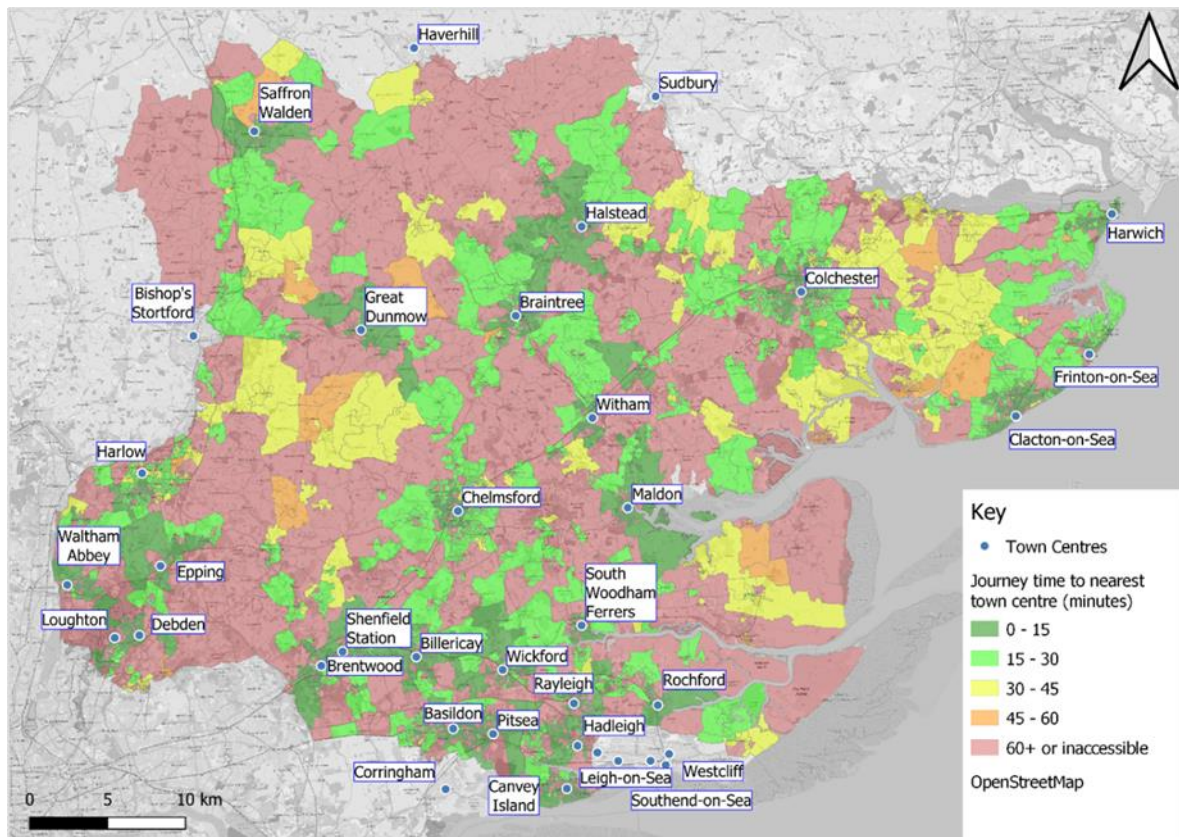 Haverhill
Sudbury
Saffron
Walden
Halstead
Harwich
Colchester
Bishop's
Stortford
Great
Dunmow
Braintree
Frinton-on-Sea
Witham
Clacton-on-Sea
Harlow
Chelmsford
Maldon
Waltham
Abbey
Epping
South
Woodham
Ferrers
Loughton
Debden
Shenfield
Station
Billericay
Brentwood
Wickford
Rayleigh
Rochford
Basildon
Pitsea
Hadleigh
Corringham
Canvey
Island
Leigh-on-Sea
Westcliff
Southend-on-Sea
0 5 10 km
Key
Town Centres
Journey time to nearest
town centre (minutes)
0 - 15
15 - 30
30 - 45
45 - 60
60+ or inaccessible
OpenStreetMap